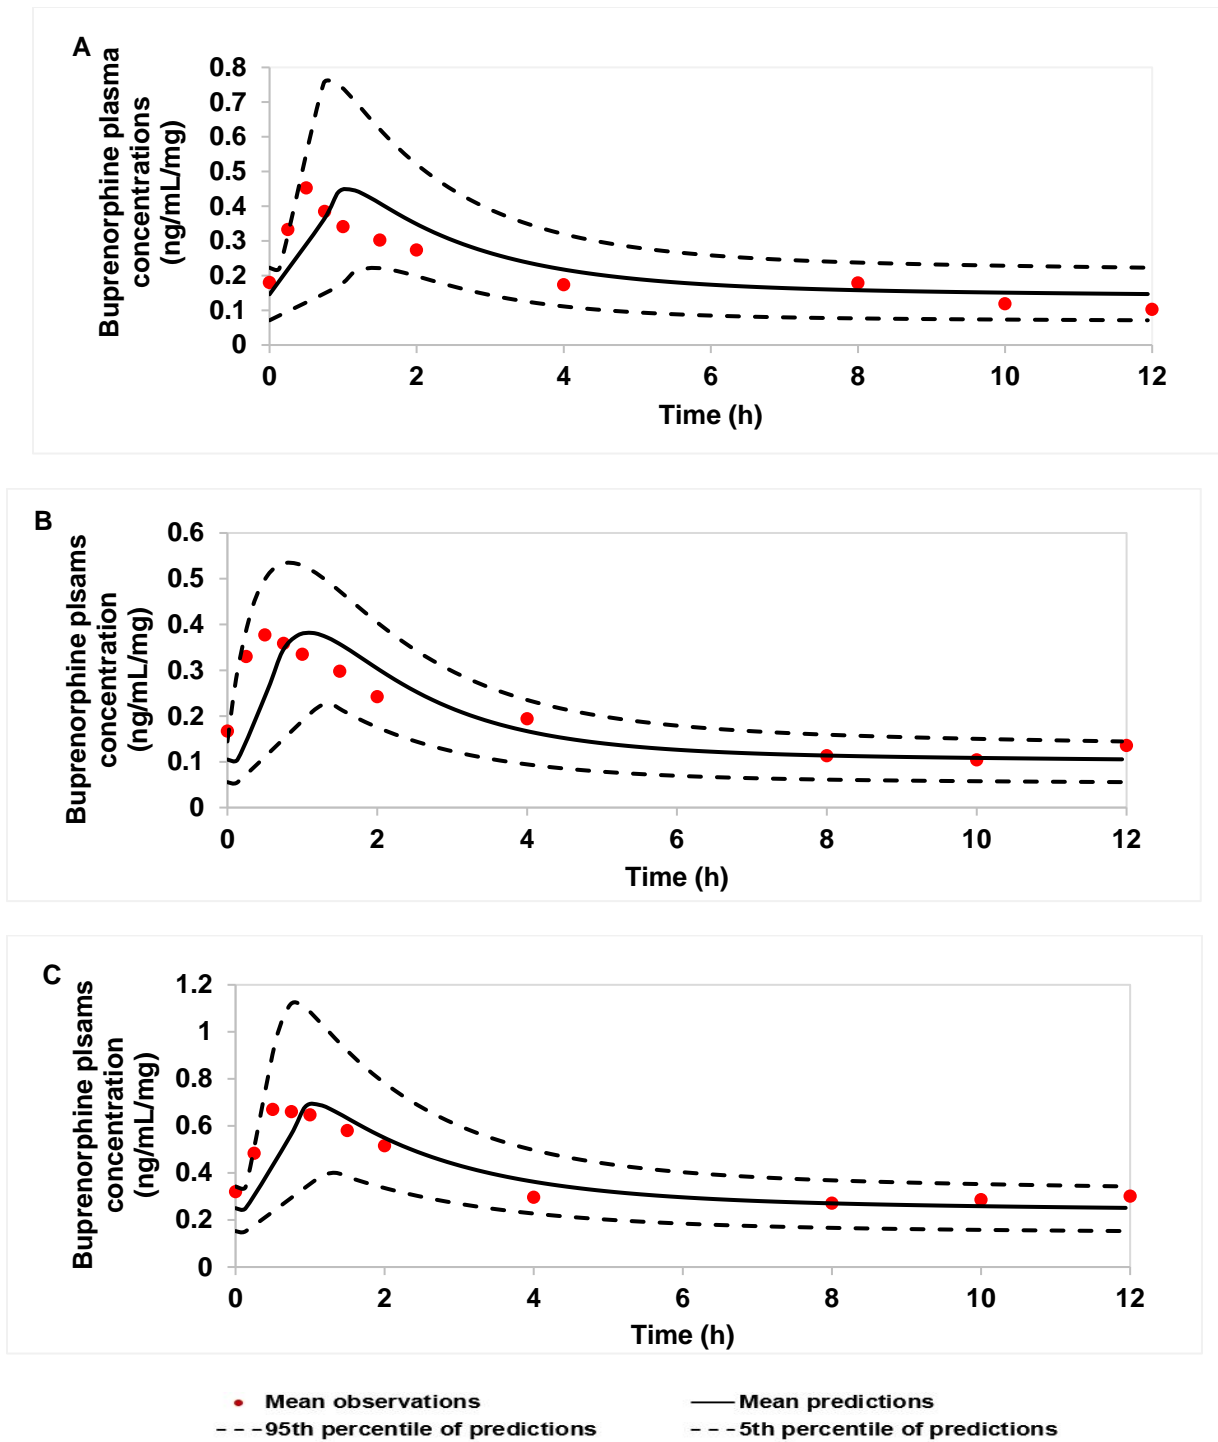 A
Buprenorphine plasma
concentrations
(ng/mL/mg)
0.8
0.7
0.6
0.5
0.4
0.3
0.2
0.1
0
0 2 4 6 8 10 12
Time (h)
B
Buprenorphine plsams
concentration
(ng/mL/mg)
0.6
0.5
0.4
0.3
0.2
0.1
0
0 2 4 6 8 10 12
Time (h)
C
Buprenorphine plsams
concentration
(ng/mL/mg)
1.2
1
0.8
0.6
0.4
0.2
0
0 2 4 6 8 10 12
Time (h)
Mean observations Mean predictions
95th percentile of predictions 5th percentile of predictions